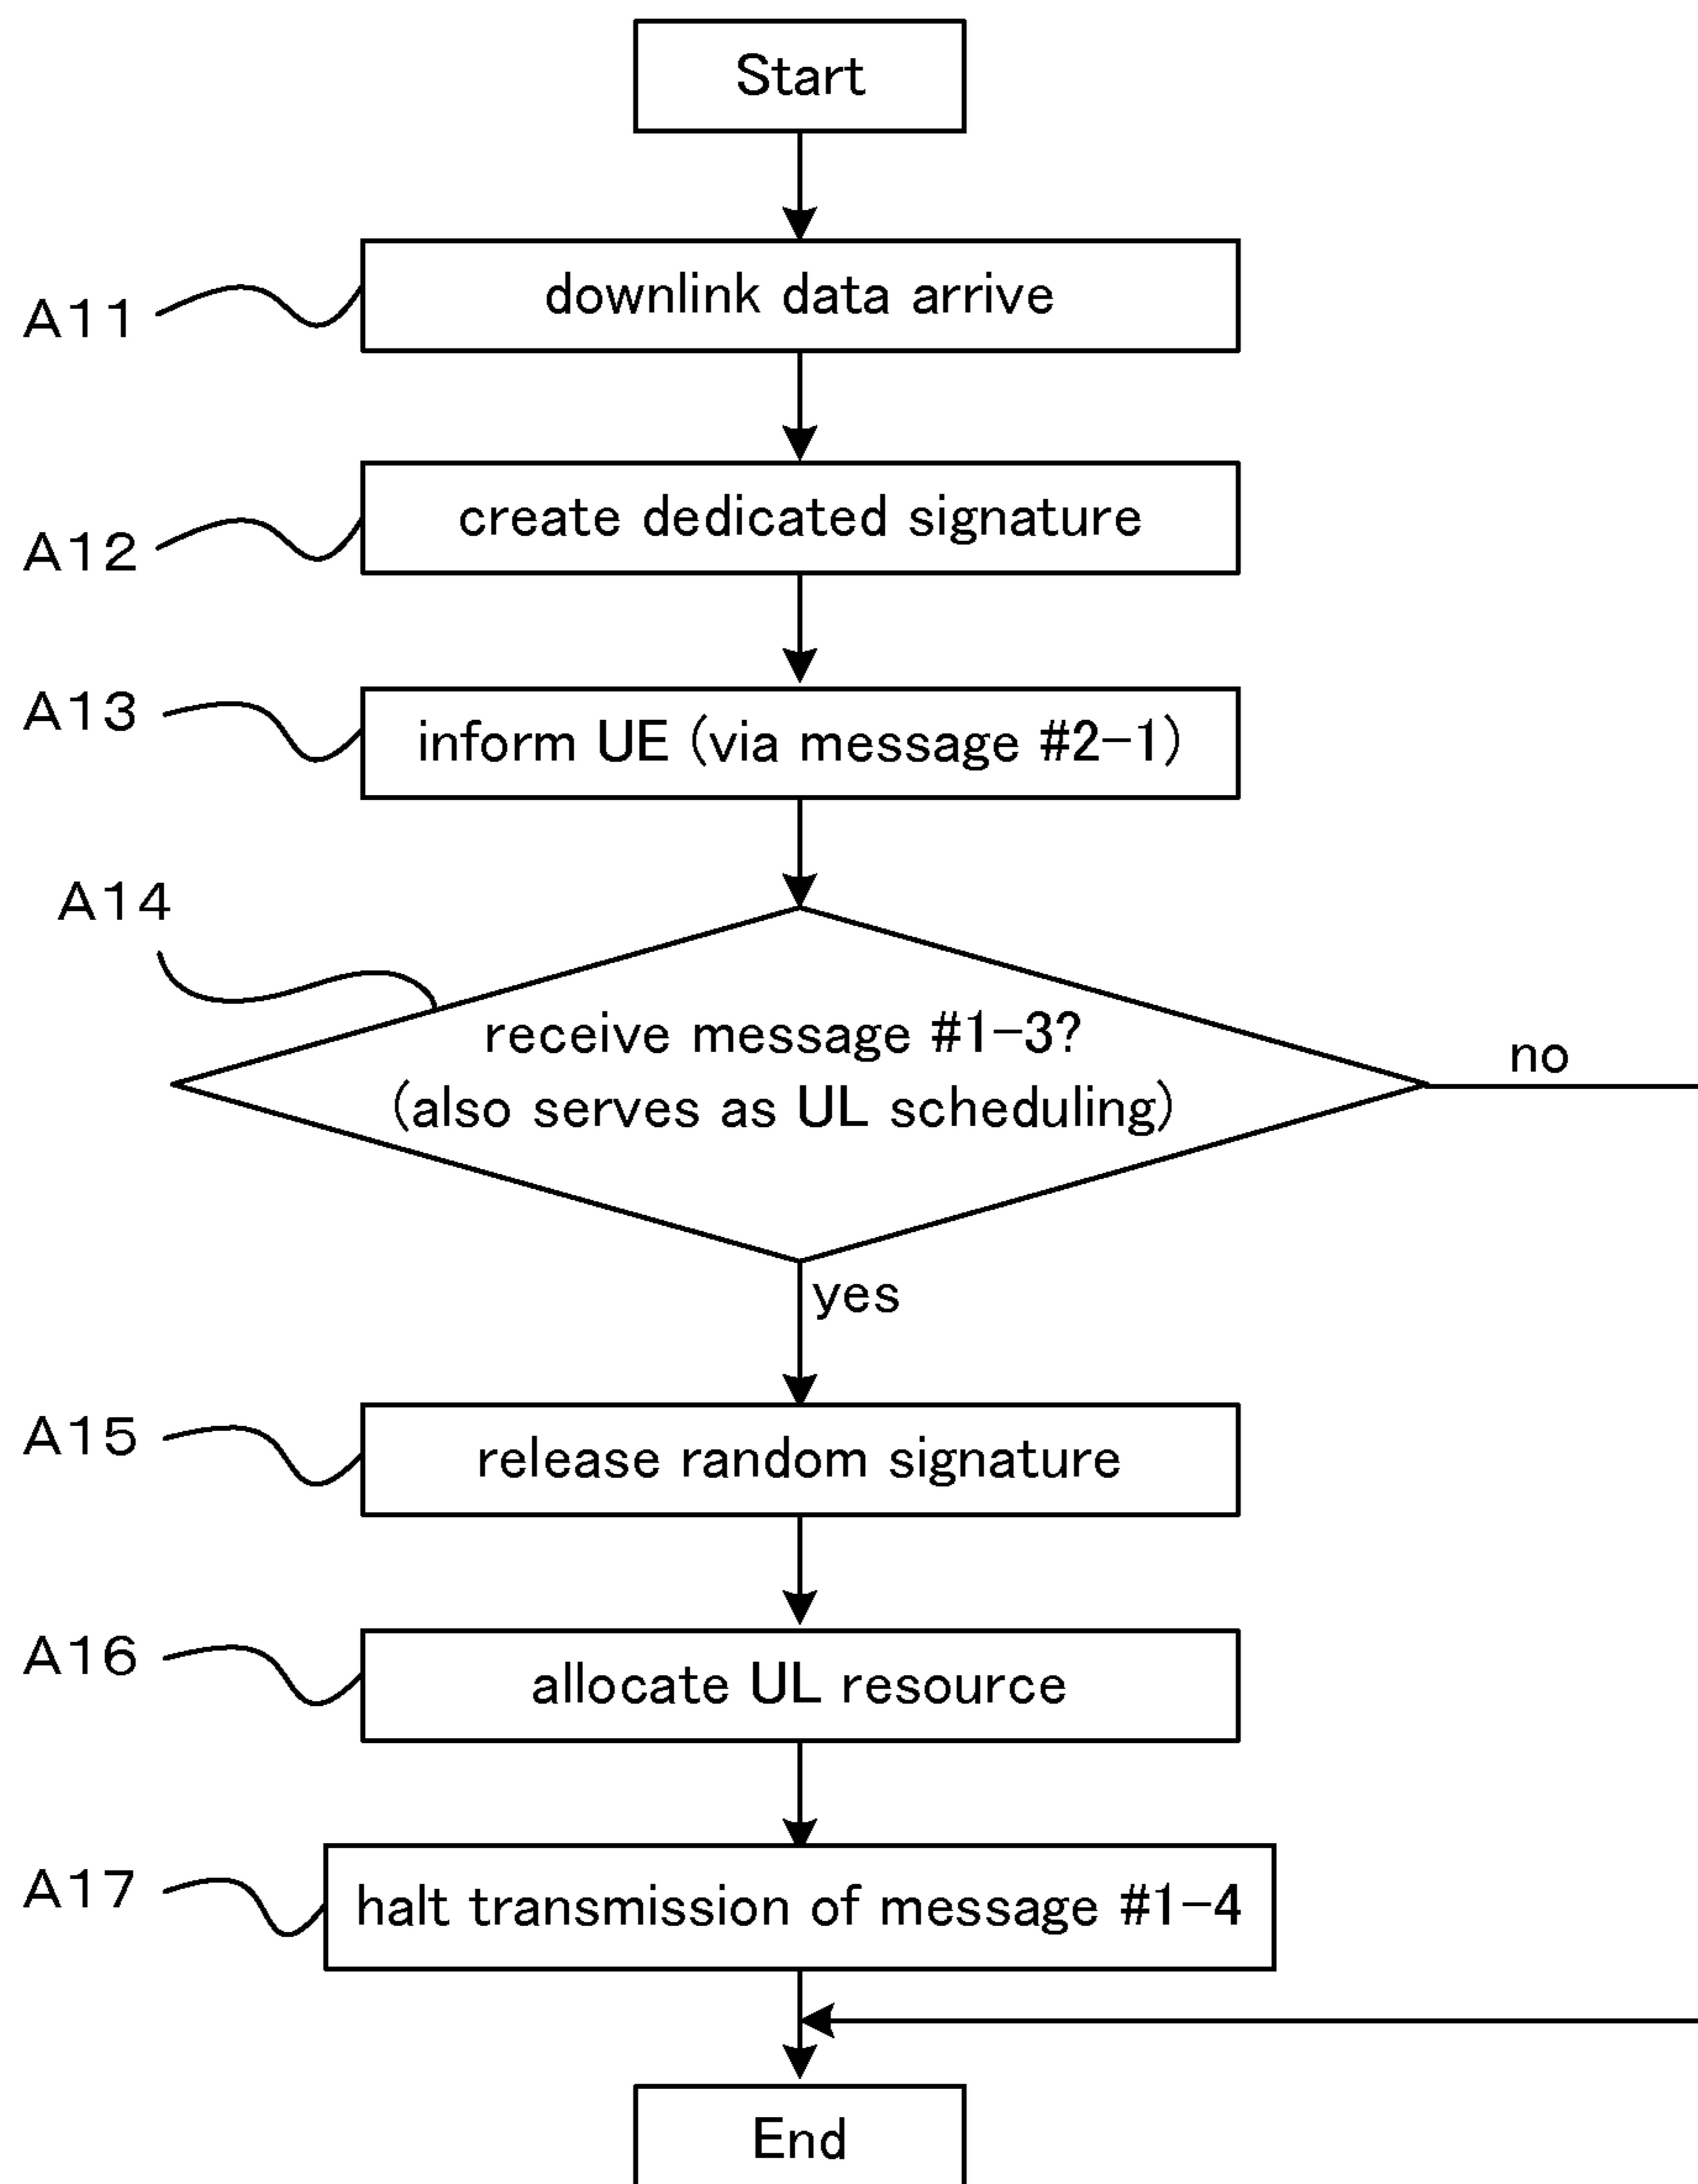 Start
A11
downlink data arrive
A12
create dedicated signature
A13
inform UE (via message #2-1)
A14
receive message #1-3?
(also serves as UL scheduling)
no
yes
A15
release random signature
A16
allocate UL resource
A17
halt transmission of message #1-4
End